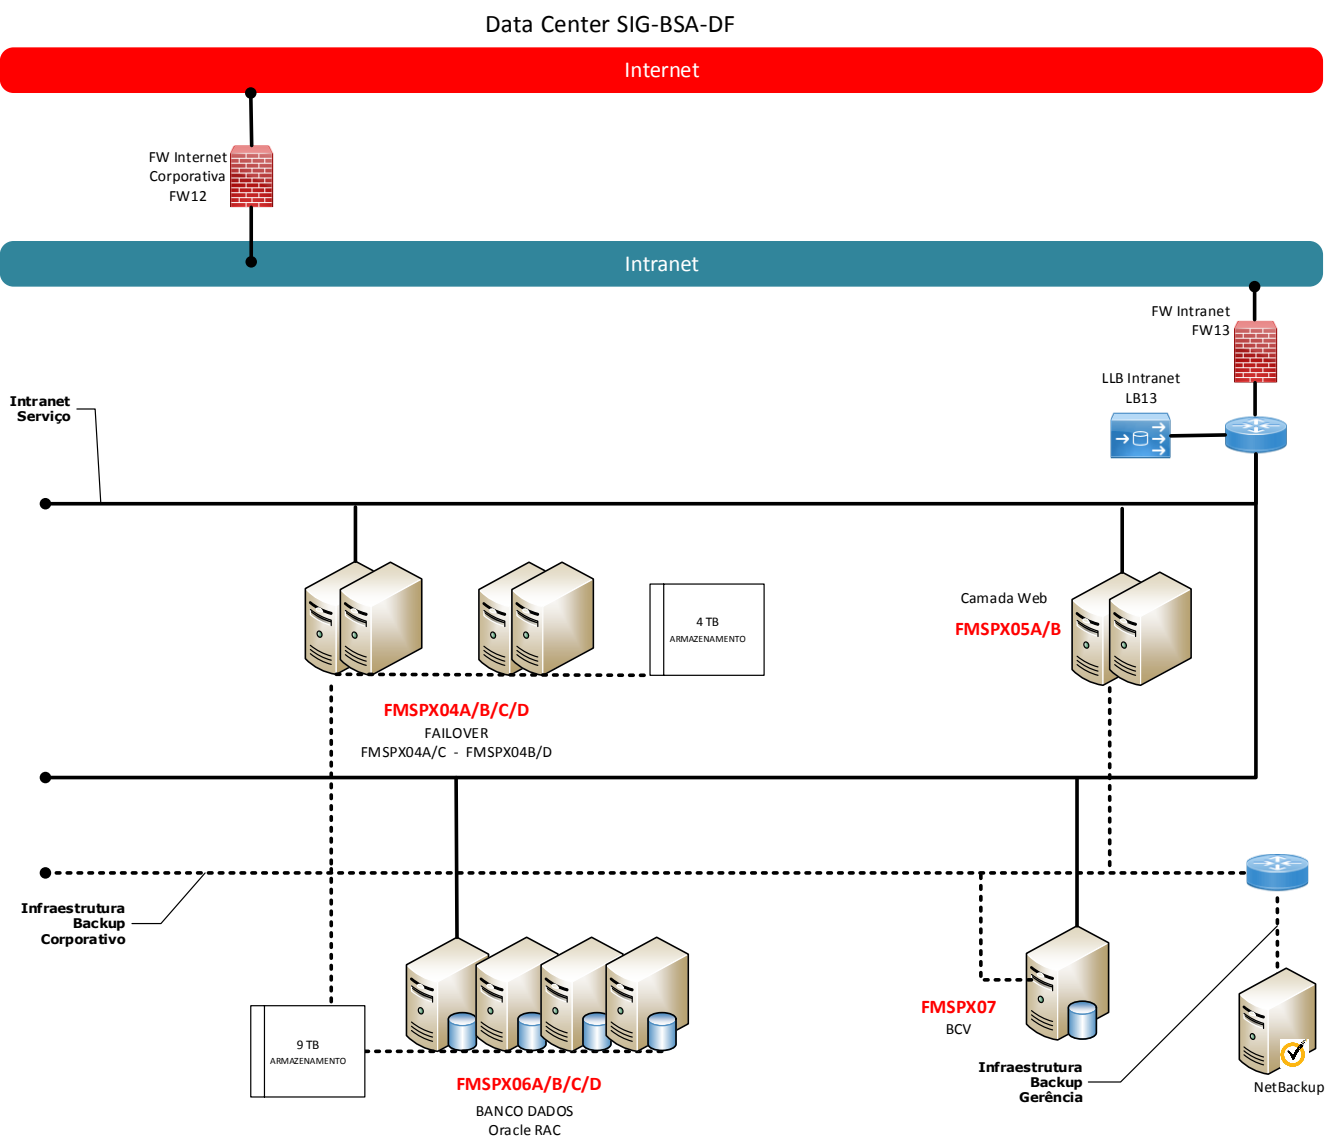 Data Center SIG-BSA-DF
Internet
FW Internet
Corporativa
FW12
Intranet
FW Intranet
FW13
LLB Intranet
LB13
Intranet
Serviço
4 TB
ARMAZENAMENTO
Camada Web
FMSPX05A/B
FMSPX04A/B/C/D
FAILOVER
FMSPX04A/C - FMSPX04B/D
Infraestrutura
Backup
Corporativo
9 TB
ARMAZENAMENTO
FMSPX06A/B/C/D
BANCO DADOS
Oracle RAC
FMSPX07
BCV
Infraestrutura
Backup
Gerência
NetBackup